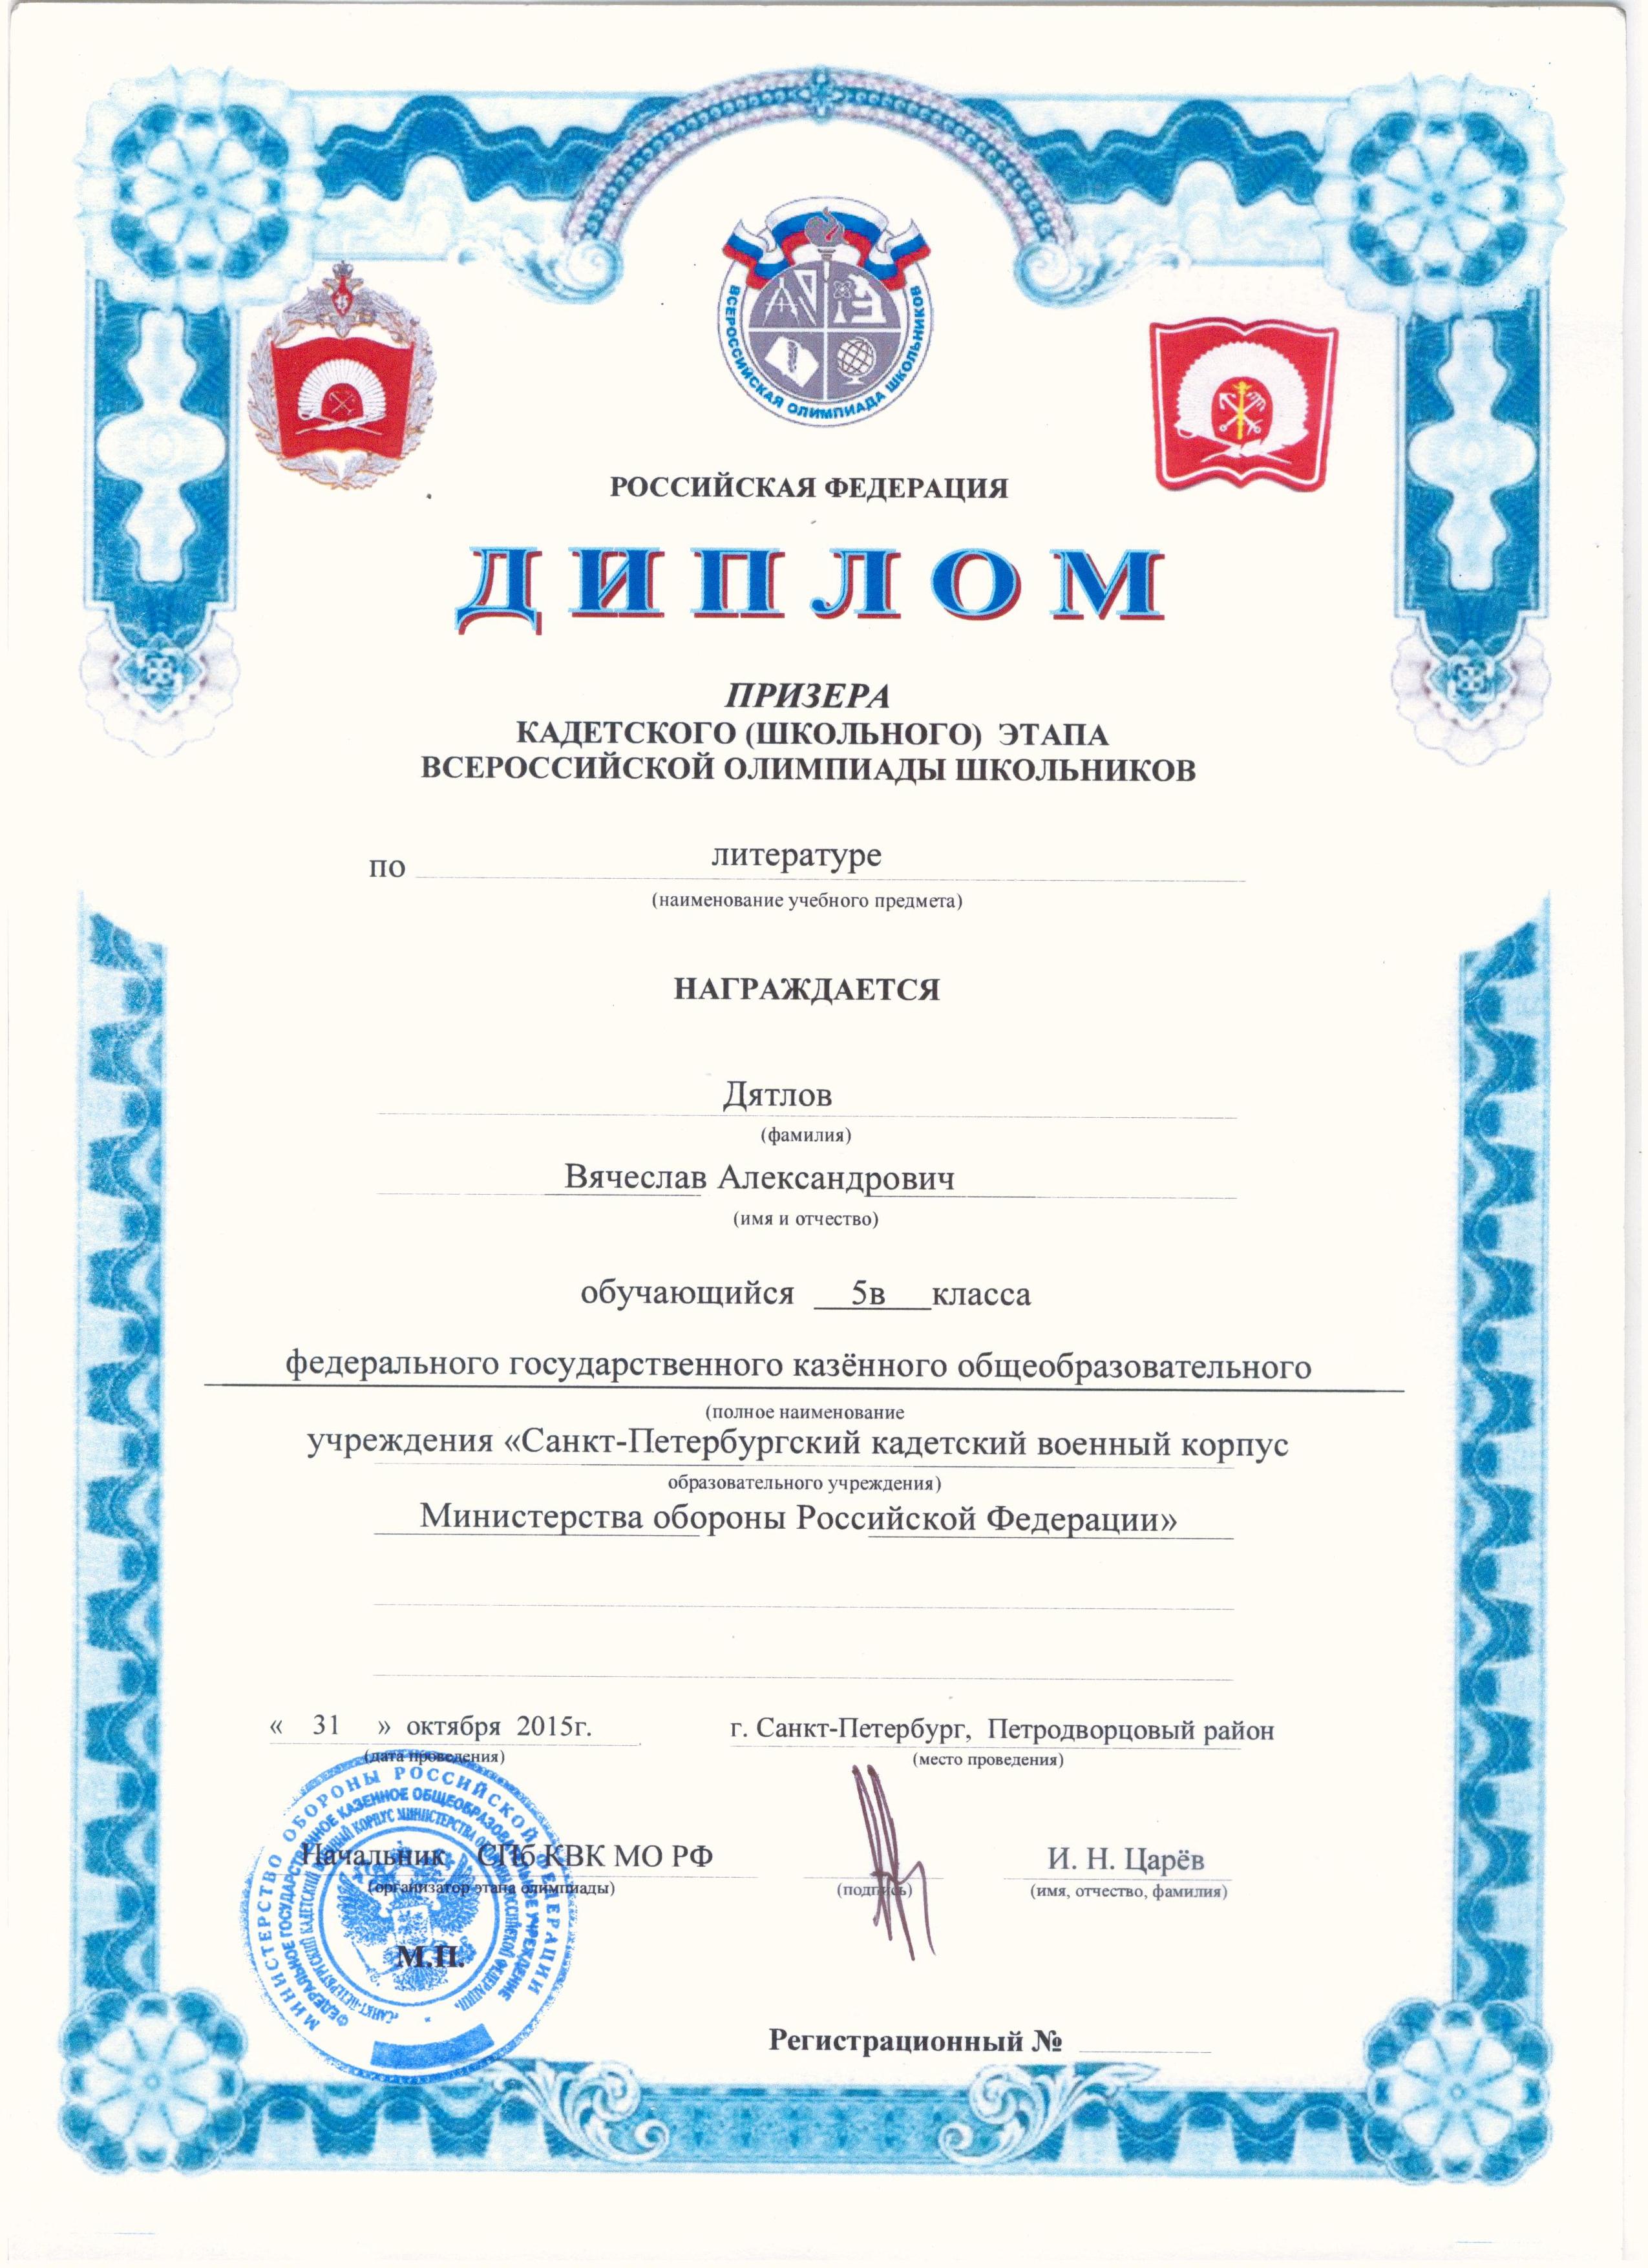 ВСЕРОССИЙСКАЯ ОЛИМПИАДА ШКОЛЬНИКОВ
РОССИЙСКАЯ ФЕДЕРАЦИЯ
ДИПЛОМ
ПРИЗЕРА
КАДЕТСКОГО (ШКОЛЬНОГО) ЭТАПА
ВСЕРОССИЙСКОЙ ОЛИМПИАДЫ ШКОЛЬНИКОВ
по литературе
(наименование учебного предмета)
НАГРАЖДАЕТСЯ
Дятлов
(фамилия)
Вячеслав Александрович
(имя и отчество)
обучающийся 5в класса
федерального государственного казённого общеобразовательного
(полное наименование
учреждения «Санкт-Петербургский кадетский военный корпус
образовательного учреждения)
Министерства обороны Российской Федерации»
« 31 » октября 2015г. г. Санкт-Петербург, Петродворцовый район
(дата проведения) (место проведения)
Начальник СПб КВК МО РФ И. Н. Царёв
(организатор этапа олимпиады) (подпись) (имя, отчество, фамилия)
М.П.
МИНИСТЕРСТВО ОБОРОНЫ РОССИЙСКОЙ ФЕДЕРАЦИИ
ФЕДЕРАЛЬНОЕ ГОСУДАРСТВЕННОЕ КАЗЕННОЕ ОБЩЕОБРАЗОВАТЕЛЬНОЕ УЧРЕЖДЕНИЕ
«САНКТ-ПЕТЕРБУРГСКИЙ КАДЕТСКИЙ ВОЕННЫЙ КОРПУС МИНИСТЕРСТВА ОБОРОНЫ РОССИЙСКОЙ ФЕДЕРАЦИИ»
Регистрационный №